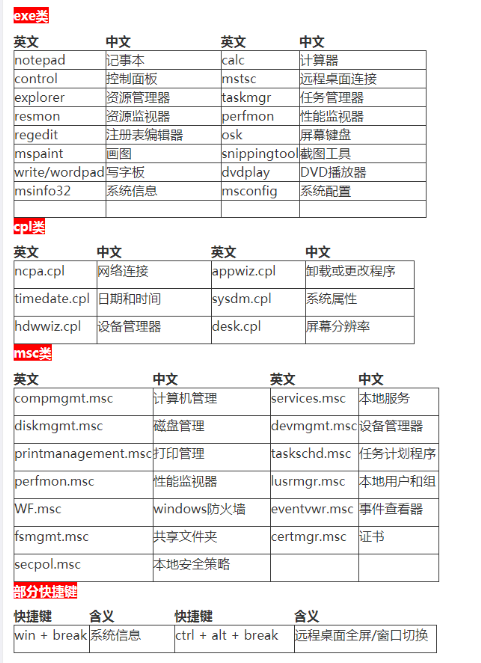 exe类
英文 中文 英文 中文
notepad 记事本 calc 计算器
control 控制面板 mstsc 远程桌面连接
explorer 资源管理器 taskmgr 任务管理器
resmon 资源监视器 perfmon 性能监视器
regedit 注册表编辑器 osk 屏幕键盘
mspaint 画图 snippingtool 截图工具
write/wordpad 写字板 dvdplay DVD播放器
msinfo32 系统信息 msconfig 系统配置
cpl类
英文 中文 英文 中文
ncpa.cpl 网络连接 appwiz.cpl 卸载或更改程序
timedate.cpl 日期和时间 sysdm.cpl 系统属性
hdwwiz.cpl 设备管理器 desk.cpl 屏幕分辨率
msc类
英文 中文 英文 中文
compmgmt.msc 计算机管理 services.msc 本地服务
diskmgmt.msc 磁盘管理 devmgmt.msc 设备管理器
printmanagement.msc 打印管理 taskschd.msc 任务计划程序
perfmon.msc 性能监视器 lusrmgr.msc 本地用户和组
WF.msc windows防火墙 eventvwr.msc 事件查看器
fsmgmt.msc 共享文件夹 certmgr.msc 证书
secpol.msc 本地安全策略
部分快捷键
快捷键 含义 快捷键 含义
win + break 系统信息 ctrl + alt + break 远程桌面全屏/窗口切换